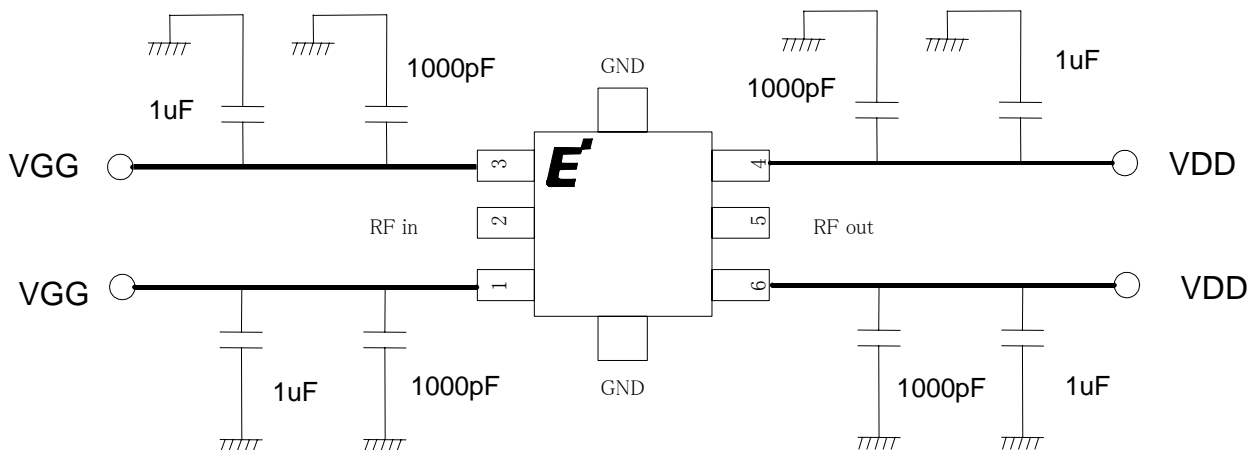 GND
1000pF
1uF
1uF
1000pF
VGG
3
E
4
VDD
RF in
2
5
RF out
VGG
1
6
VDD
1uF
1000pF
GND
1000pF
1uF